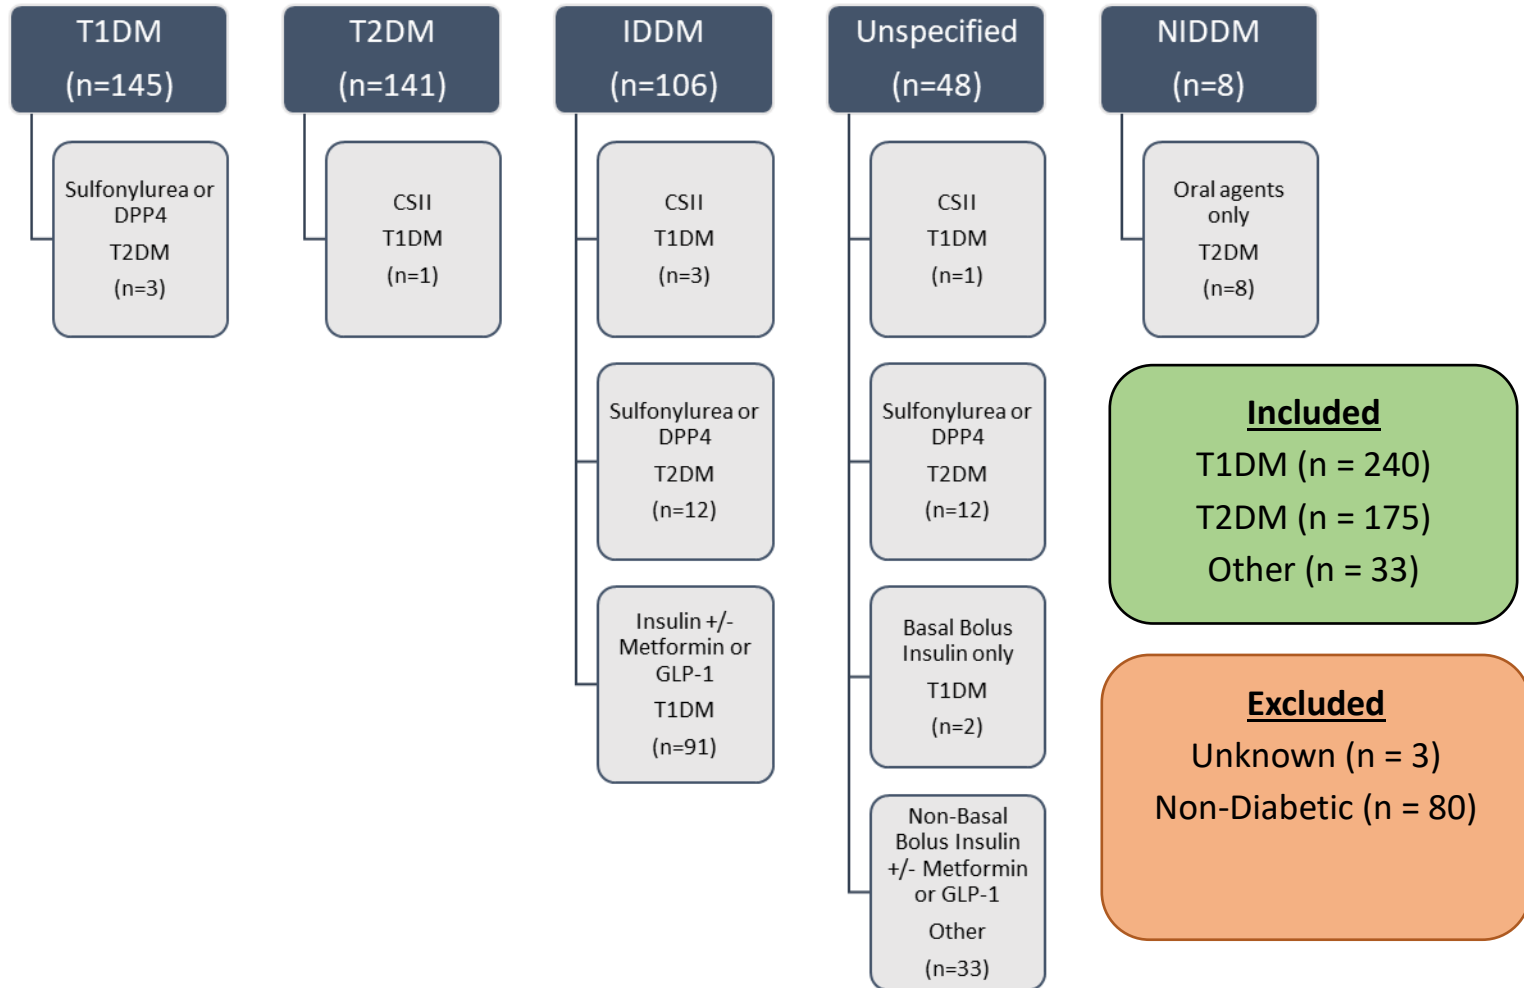 T1DM
(n=145)
Sulfonylurea or
DPP4
T2DM
(n=3)
T2DM
(n=141)
CSII
T1DM
(n=1)
IDDM
(n=106)
CSII
T1DM
(n=3)
Sulfonylurea or
DPP4
T2DM
(n=12)
Insulin +/-
Metformin or
GLP-1
T1DM
(n=91)
Unspecified
(n=48)
CSII
T1DM
(n=1)
Sulfonylurea or
DPP4
T2DM
(n=12)
Basal Bolus
Insulin only
T1DM
(n=2)
Non-Basal
Bolus Insulin
+/- Metformin
or GLP-1
Other
(n=33)
NIDDM
(n=8)
Oral agents
only
T2DM
(n=8)
Included
T1DM (n = 240)
T2DM (n = 175)
Other (n = 33)
Excluded
Unknown (n = 3)
Non-Diabetic (n = 80)